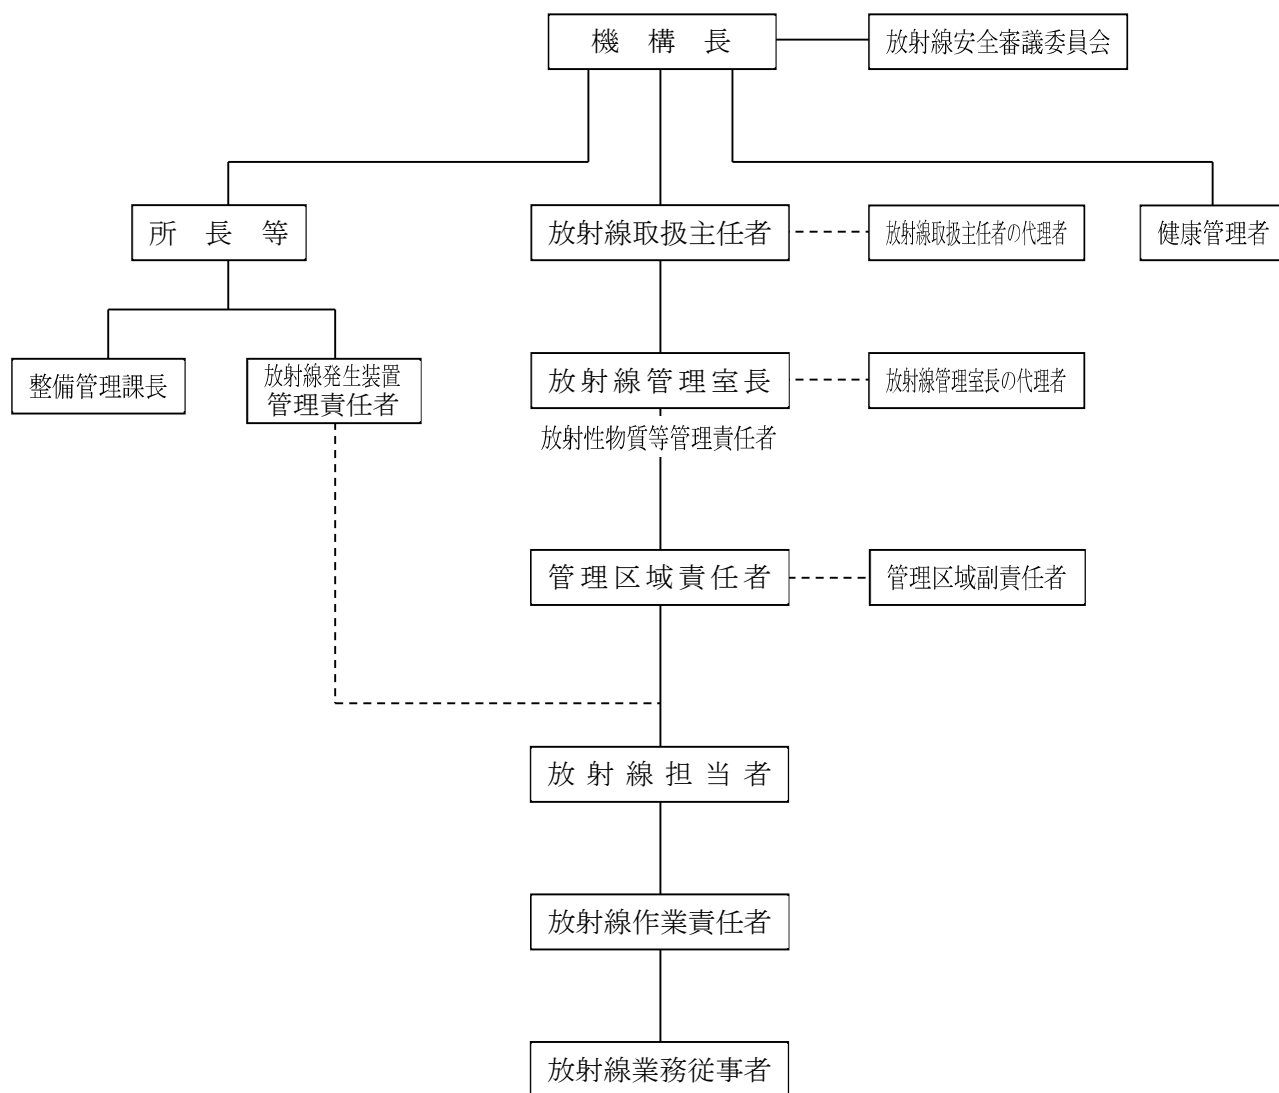 機　構　長
放射線安全審議委員会
所　長　等
放射線取扱主任者
放射線取扱主任者の代理者
健康管理者
整備管理課長
放射線発生装置
管理責任者
放射線管理室長
放射線管理室長の代理者
放射性物質等管理責任者
管理区域責任者
管理区域副責任者
放射線担当者
放射線作業責任者
放射線業務従事者